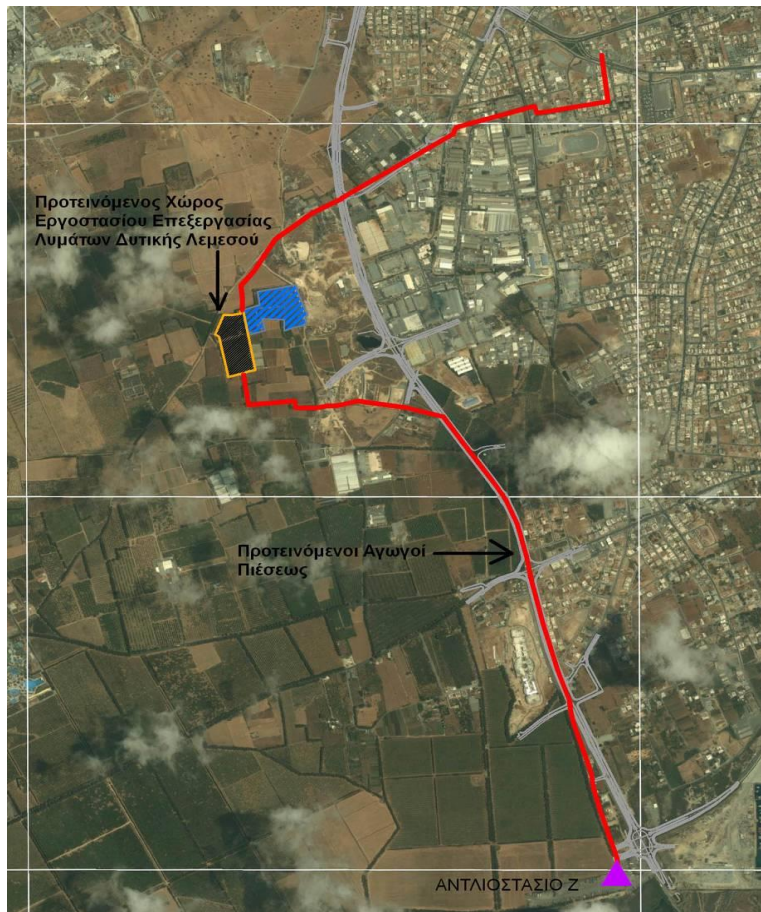 Προτεινόμενος Χώρος
Εργοστασίου Επεξεργασίας
Λυμάτων Δυτικής Λεμεσού
Προτεινόμενοι Αγωγοί
Πιέσεως
ΑΝΤΛΙΟΣΤΑΣΙΟ Ζ